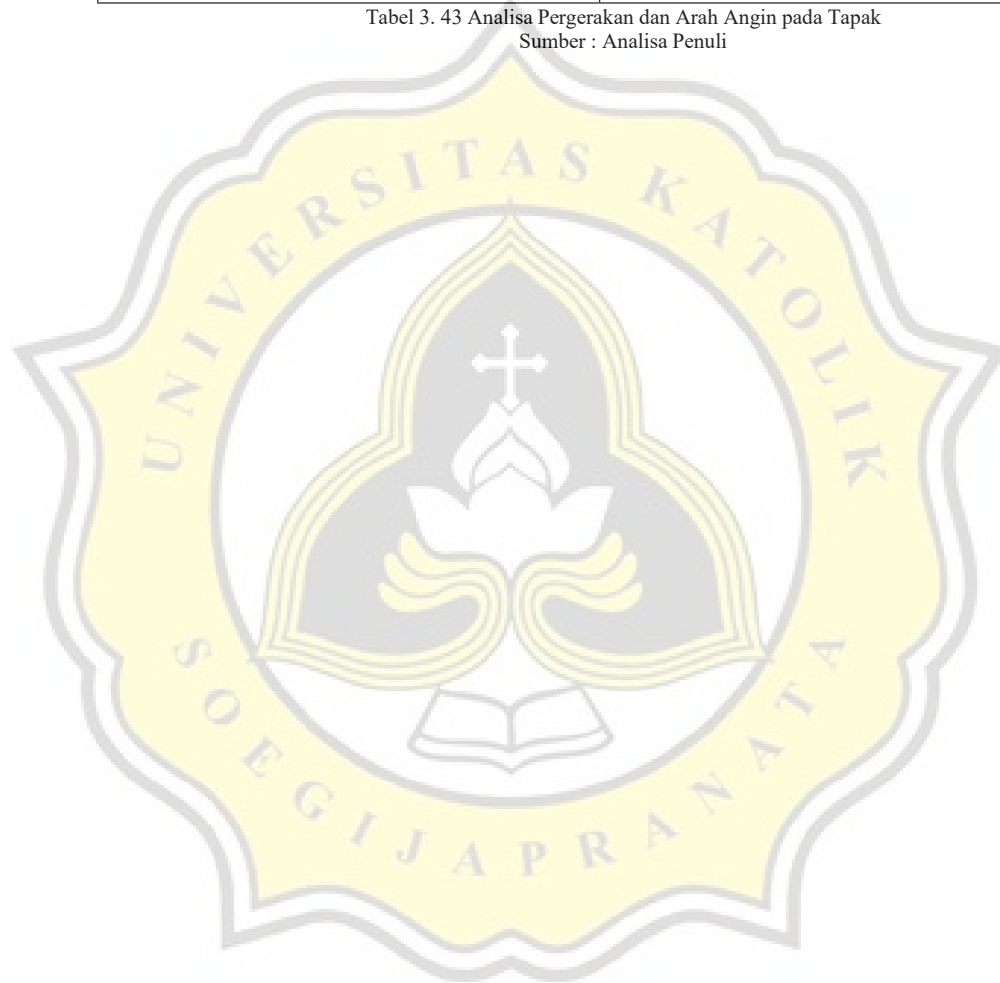 Tabel 3. 43 Analisa Pergerakan dan Arah Angin pada Tapak
Sumber : Analisa Penuli
UNIVERSITAS KATOLIK
SOEGIJAPRANATA